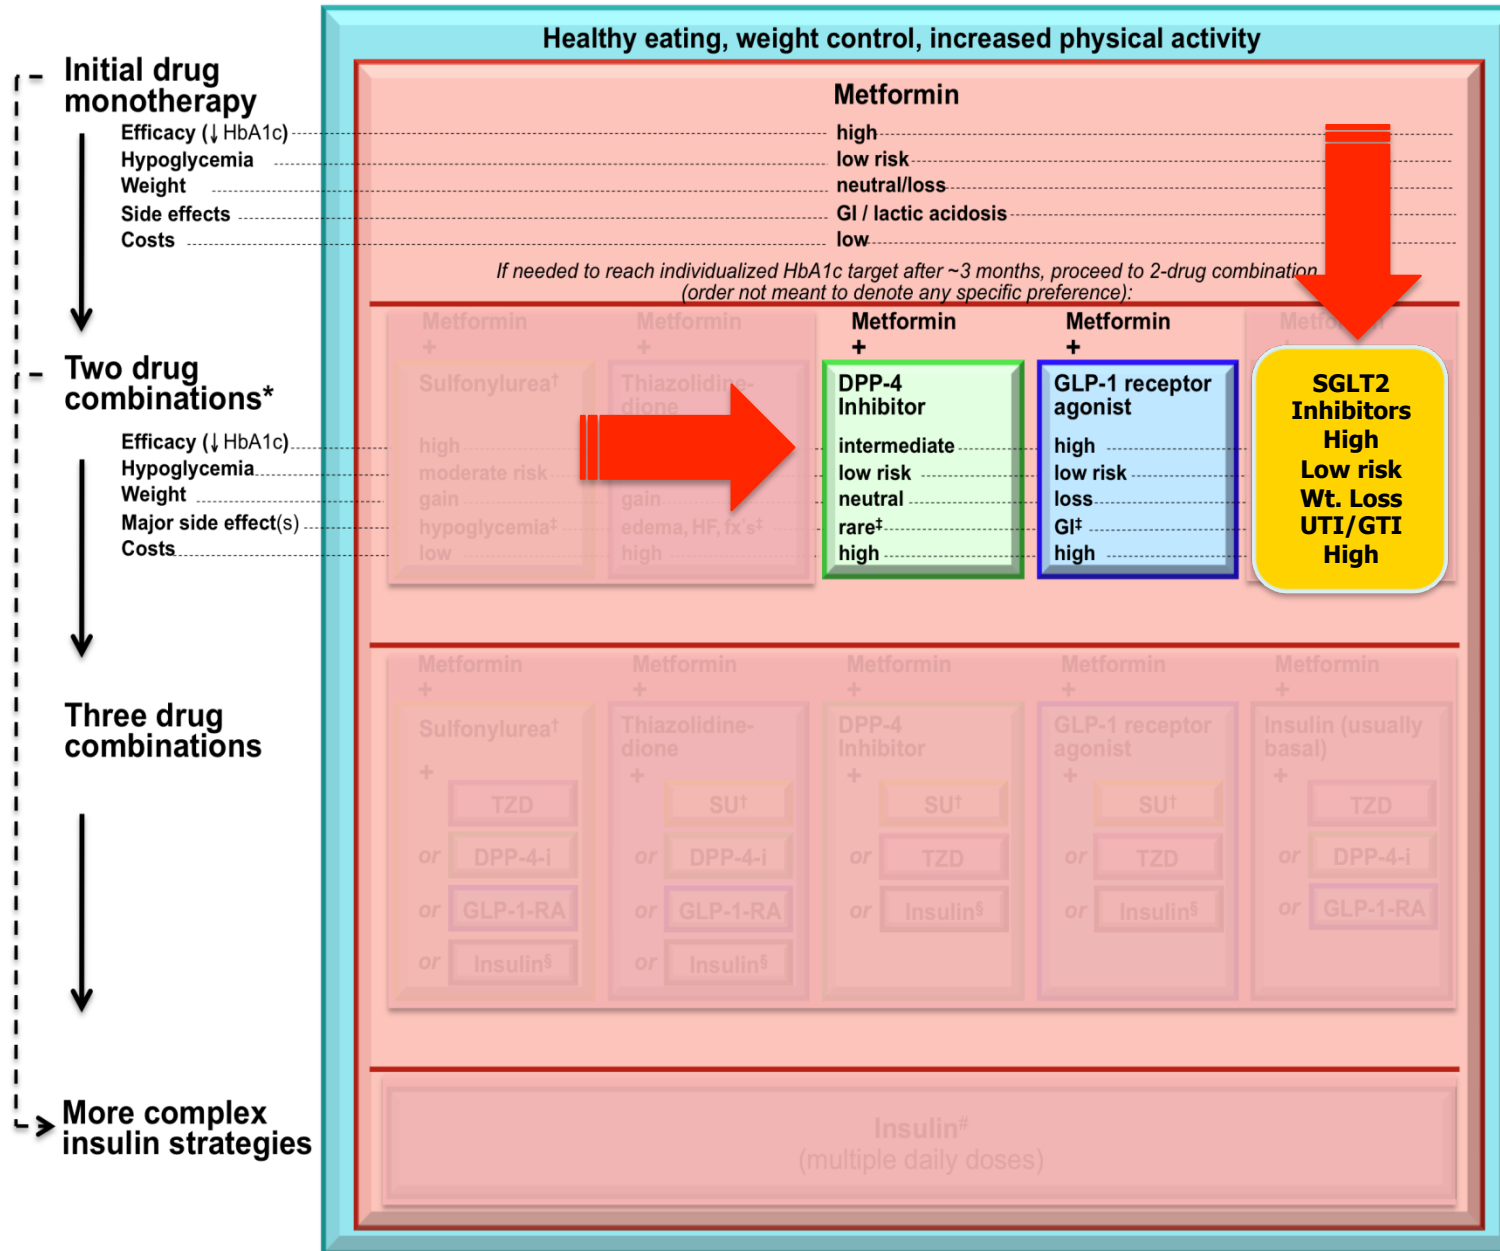 Healthy eating, weight control, increased physical activity
Initial drug
monotherapy
Metformin
Efficacy (↓ HbA1c) high
Hypoglycemia low risk
Weight neutral/loss
Side effects GI / lactic acidosis
Costs low
If needed to reach individualized HbA1c target after ~3 months, proceed to 2-drug combination
(order not meant to denote any specific preference):
Two drug
combinations*
Efficacy (↓ HbA1c)
Hypoglycemia
Weight
Major side effect(s)
Costs
Metformin
+
Sulfonylurea†
high
moderate risk
gain
hypoglycemia‡
low
Metformin
+
Thiazolidine-
dione
gain
edema, HF, fx's‡
high
Metformin
+
DPP-4
Inhibitor
intermediate
low risk
neutral
rare‡
high
Metformin
+
GLP-1 receptor
agonist
high
low risk
loss
GI‡
high
SGLT2
Inhibitors
High
Low risk
Wt. Loss
UTI/GTI
High
Three drug
combinations
Metformin
+
Sulfonylurea†
+
TZD
or DPP-4-i
or GLP-1-RA
or Insulin§
Metformin
+
Thiazolidine-
dione
+
SU†
or DPP-4-i
or GLP-1-RA
or Insulin§
Metformin
+
DPP-4
Inhibitor
+
SU†
or TZD
or Insulin§
Metformin
+
GLP-1 receptor
agonist
+
SU†
or TZD
or Insulin§
Metformin
+
Insulin (usually
basal)
+
TZD
or DPP-4-i
or GLP-1-RA
More complex
insulin strategies
Insulin#
(multiple daily doses)